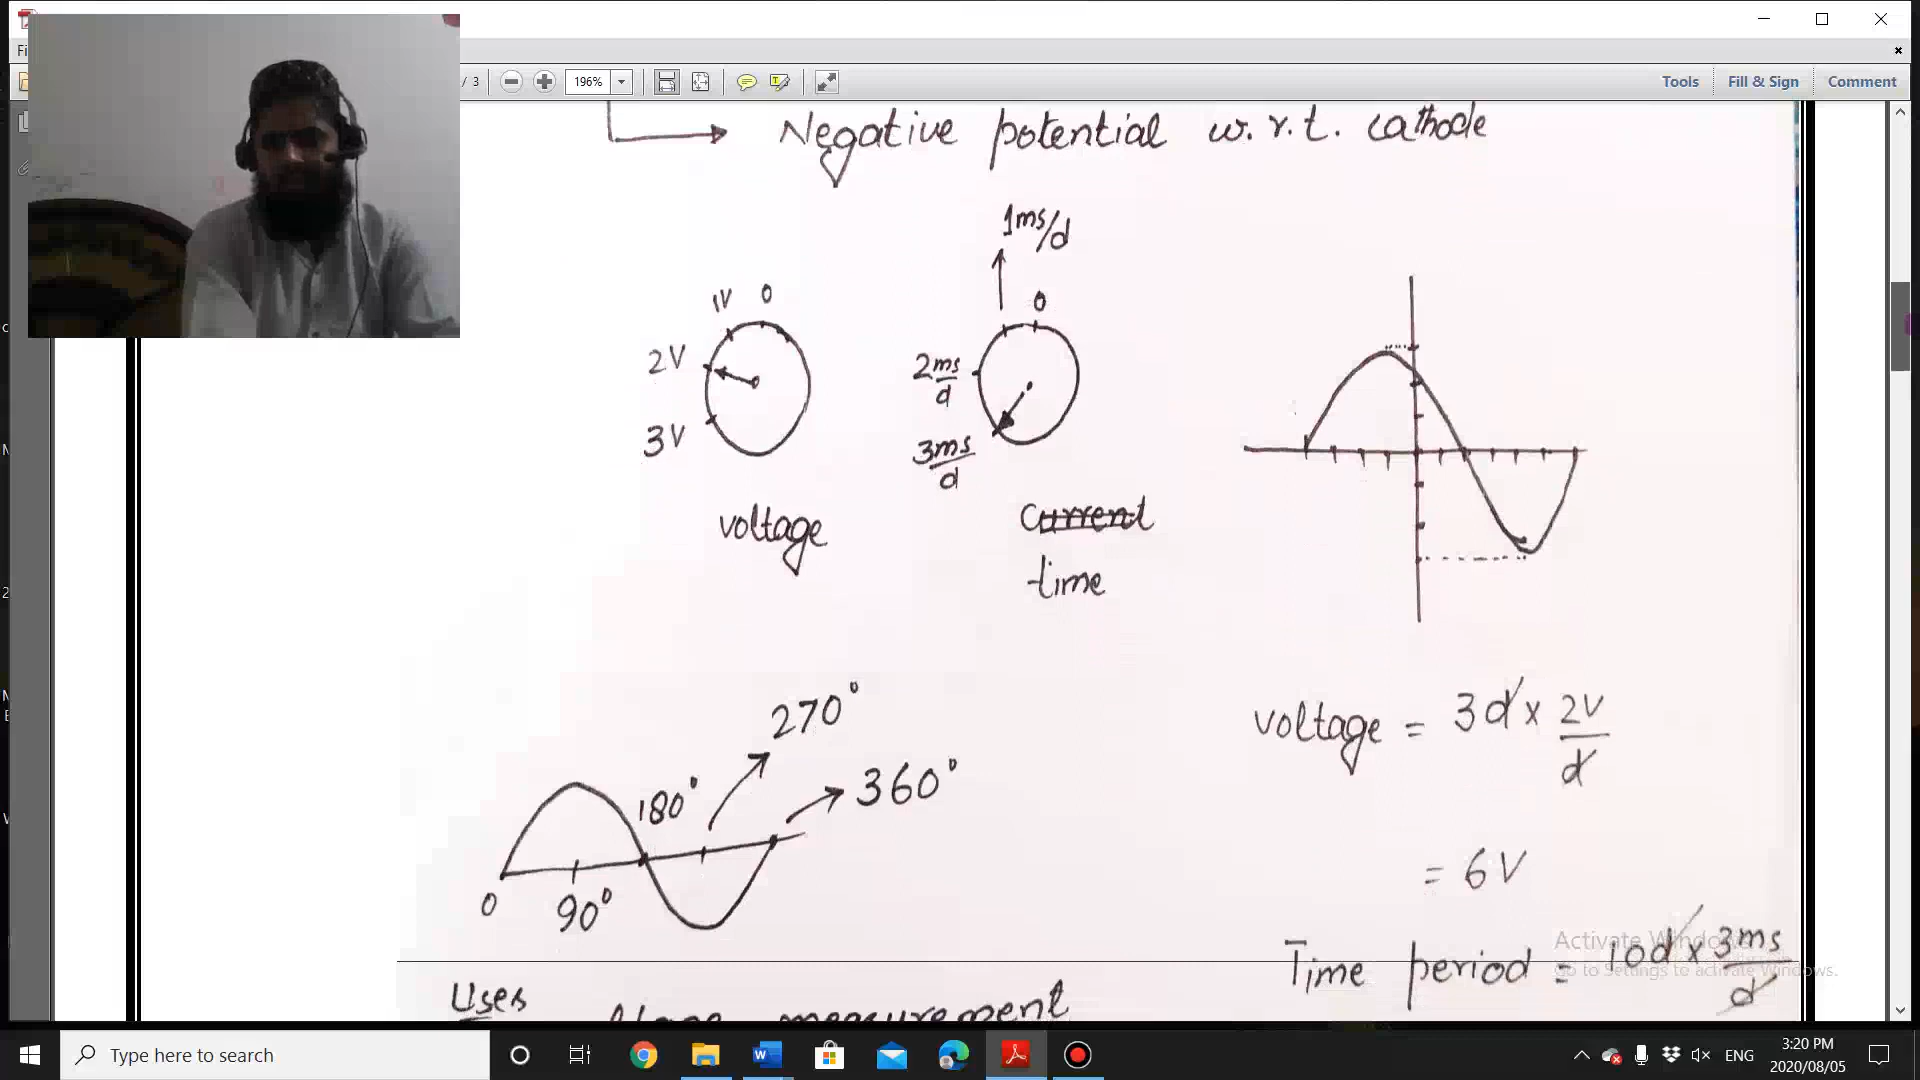 Fi
/ 3
196%
Tools
Fill & Sign
Comment
Negative potential w.r.t. cathode
1ms/d
1V 0
0
2V
2ms/d
3V
3ms/d
voltage
current
time
270°
180°
360°
0
90°
voltage = 3d x 2V/d
= 6V
Time period = 10d x 3ms/d
Uses
measurement
Activate Windows
Go to Settings to activate Windows.
Type here to search
ENG
3:20 PM
2020/08/05